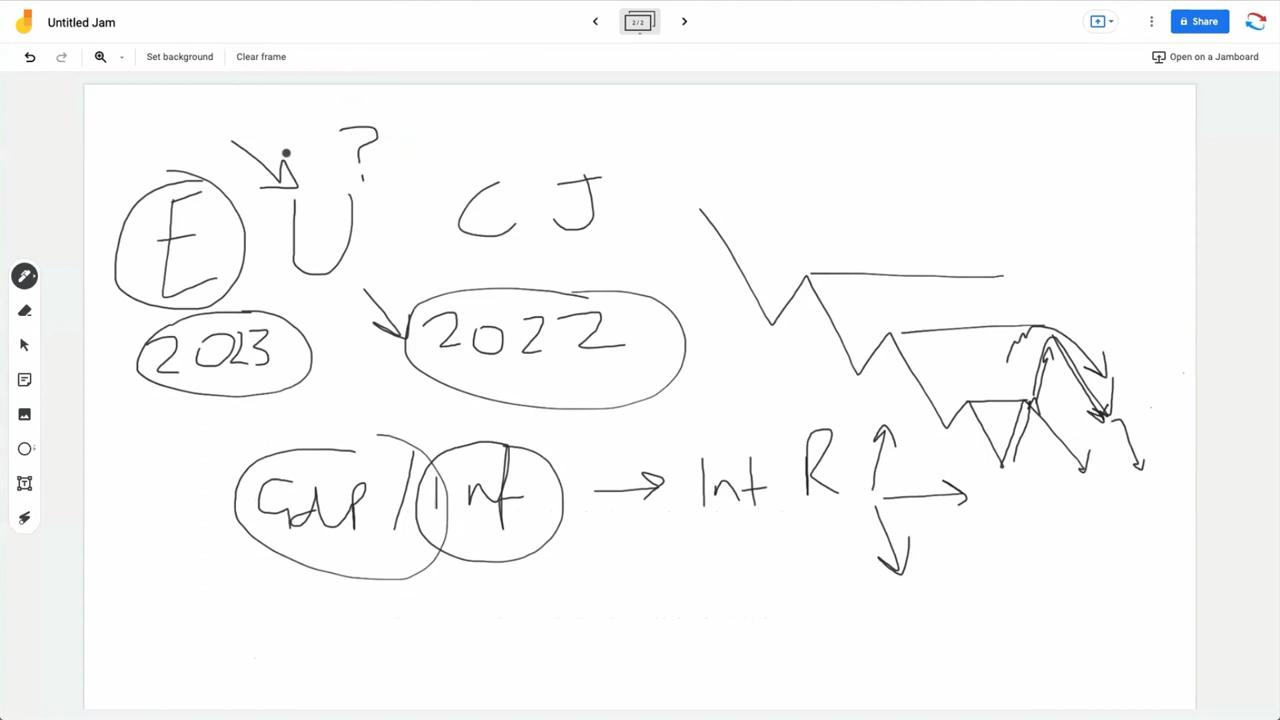 Untitled Jam
2/2
Share
Set background
Clear frame
Open on a Jamboard
?
E U C J
2023 2022
GdP / Inf → Int R